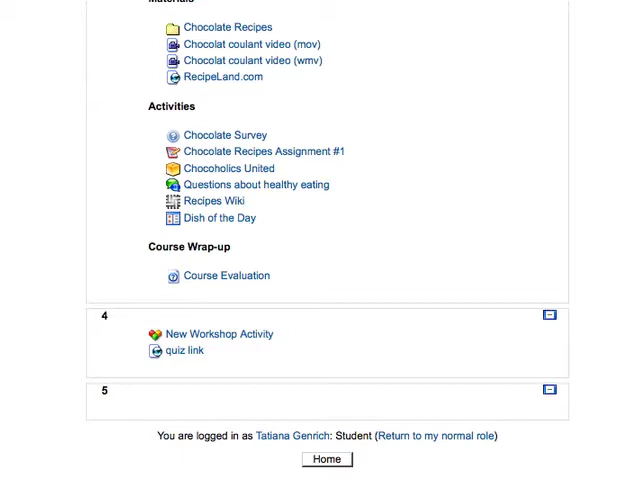 Materials
Chocolate Recipes
Chocolat coulant video (mov)
Chocolat coulant video (wmv)
RecipeLand.com
Activities
Chocolate Survey
Chocolate Recipes Assignment #1
Chocoholics United
Questions about healthy eating
Recipes Wiki
Dish of the Day
Course Wrap-up
Course Evaluation
4
New Workshop Activity
quiz link
5
You are logged in as Tatiana Genrich: Student (Return to my normal role)
Home